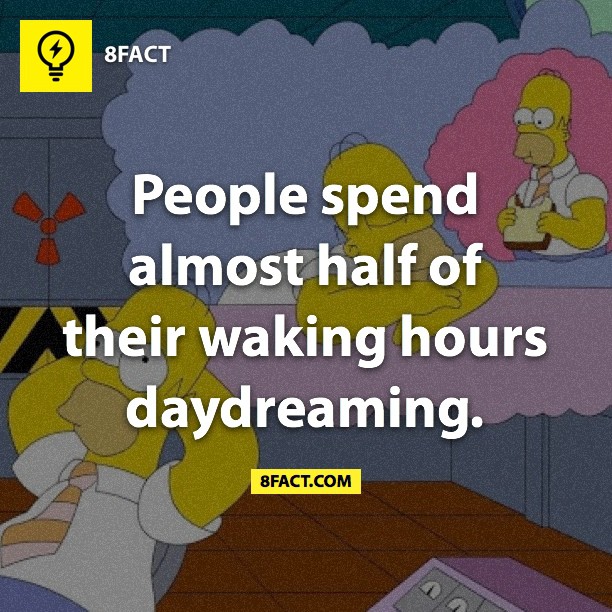 8FACT
People spend
almost half of
their waking hours
daydreaming.
8FACT.COM